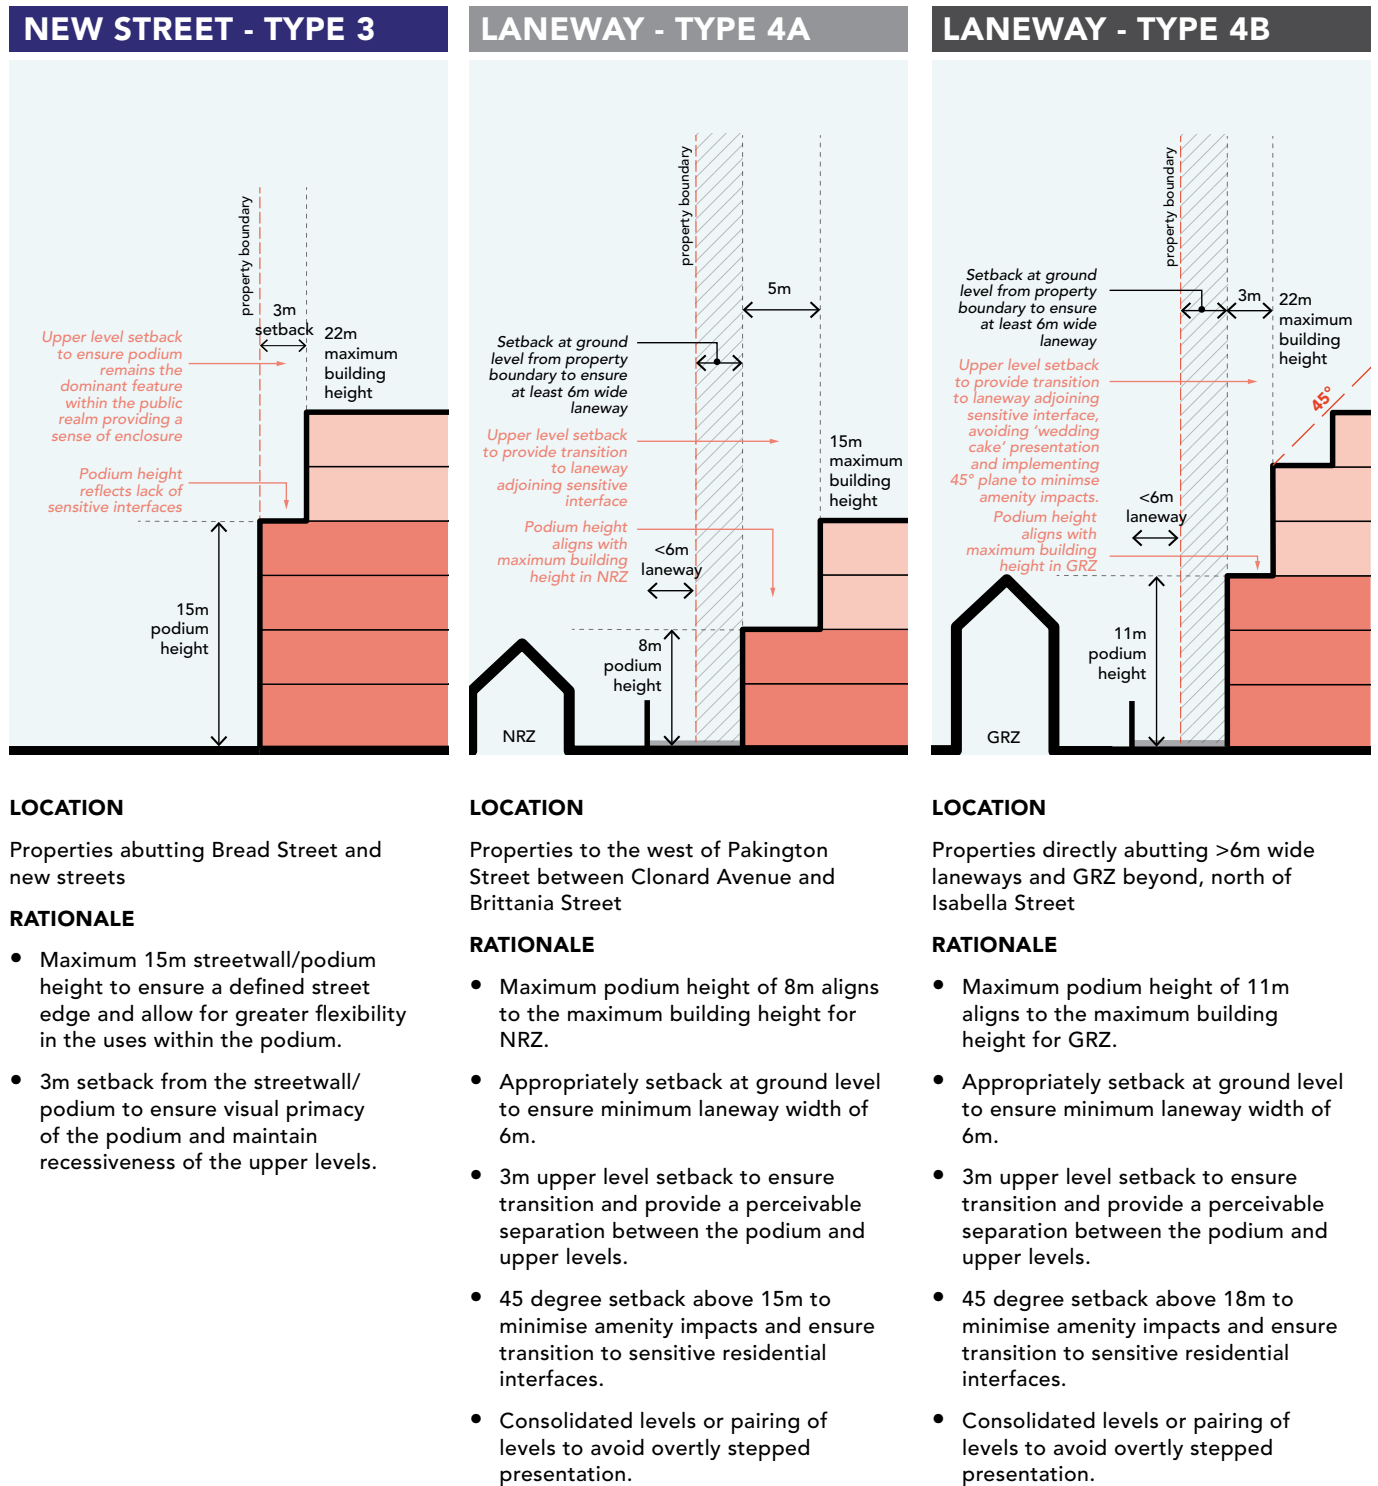 NEW STREET - TYPE 3
property boundary
3m
setback
22m
maximum
building
height
Upper level setback
to ensure podium
remains the
dominant feature
within the public
realm providing a
sense of enclosure
Podium height
reflects lack of
sensitive interfaces
15m
podium
height
LOCATION
Properties abutting Bread Street and
new streets
RATIONALE
• Maximum 15m streetwall/podium
height to ensure a defined street
edge and allow for greater flexibility
in the uses within the podium.
• 3m setback from the streetwall/
podium to ensure visual primacy
of the podium and maintain
recessiveness of the upper levels.
LANEWAY - TYPE 4A
property boundary
5m
Setback at ground
level from property
boundary to ensure
at least 6m wide
laneway
Upper level setback
to provide transition
to laneway
adjoining sensitive
interface
15m
maximum
building
height
Podium height
aligns with
maximum building
height in NRZ
<6m
laneway
8m
podium
height
NRZ
LOCATION
Properties to the west of Pakington
Street between Clonard Avenue and
Brittania Street
RATIONALE
• Maximum podium height of 8m aligns
to the maximum building height for
NRZ.
• Appropriately setback at ground level
to ensure minimum laneway width of
6m.
• 3m upper level setback to ensure
transition and provide a perceivable
separation between the podium and
upper levels.
• 45 degree setback above 15m to
minimise amenity impacts and ensure
transition to sensitive residential
interfaces.
• Consolidated levels or pairing of
levels to avoid overtly stepped
presentation.
LANEWAY - TYPE 4B
property boundary
Setback at ground
level from property
boundary to ensure
at least 6m wide
laneway
3m
22m
maximum
building
height
Upper level setback
to provide transition
to laneway adjoining
sensitive interface,
avoiding ‘wedding
cake’ presentation
and implementing
45° plane to minimse
amenity impacts.
45°
Podium height
aligns with
maximum building
height in GRZ
<6m
laneway
11m
podium
height
GRZ
LOCATION
Properties directly abutting >6m wide
laneways and GRZ beyond, north of
Isabella Street
RATIONALE
• Maximum podium height of 11m
aligns to the maximum building
height for GRZ.
• Appropriately setback at ground level
to ensure minimum laneway width of
6m.
• 3m upper level setback to ensure
transition and provide a perceivable
separation between the podium and
upper levels.
• 45 degree setback above 18m to
minimise amenity impacts and ensure
transition to sensitive residential
interfaces.
• Consolidated levels or pairing of
levels to avoid overtly stepped
presentation.